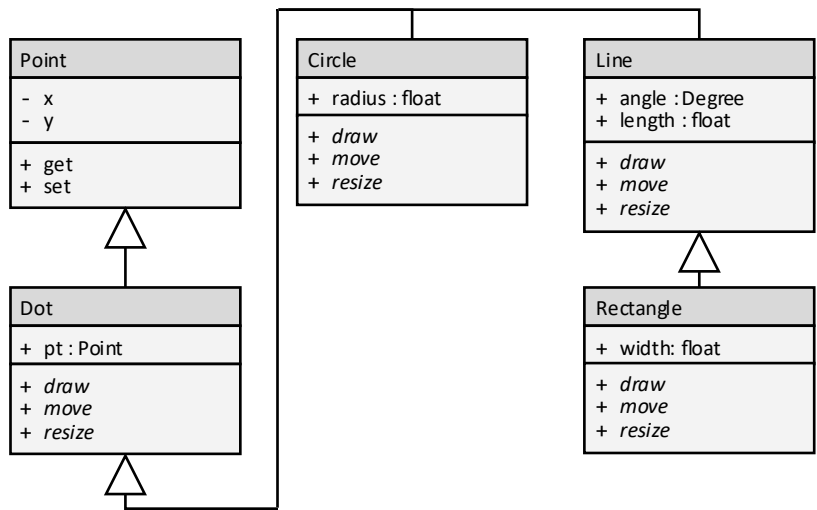 Point
- x
- y
+ get
+ set
Circle
+ radius : float
+ draw
+ move
+ resize
Line
+ angle : Degree
+ length : float
+ draw
+ move
+ resize
Dot
+ pt : Point
+ draw
+ move
+ resize
Rectangle
+ width: float
+ draw
+ move
+ resize